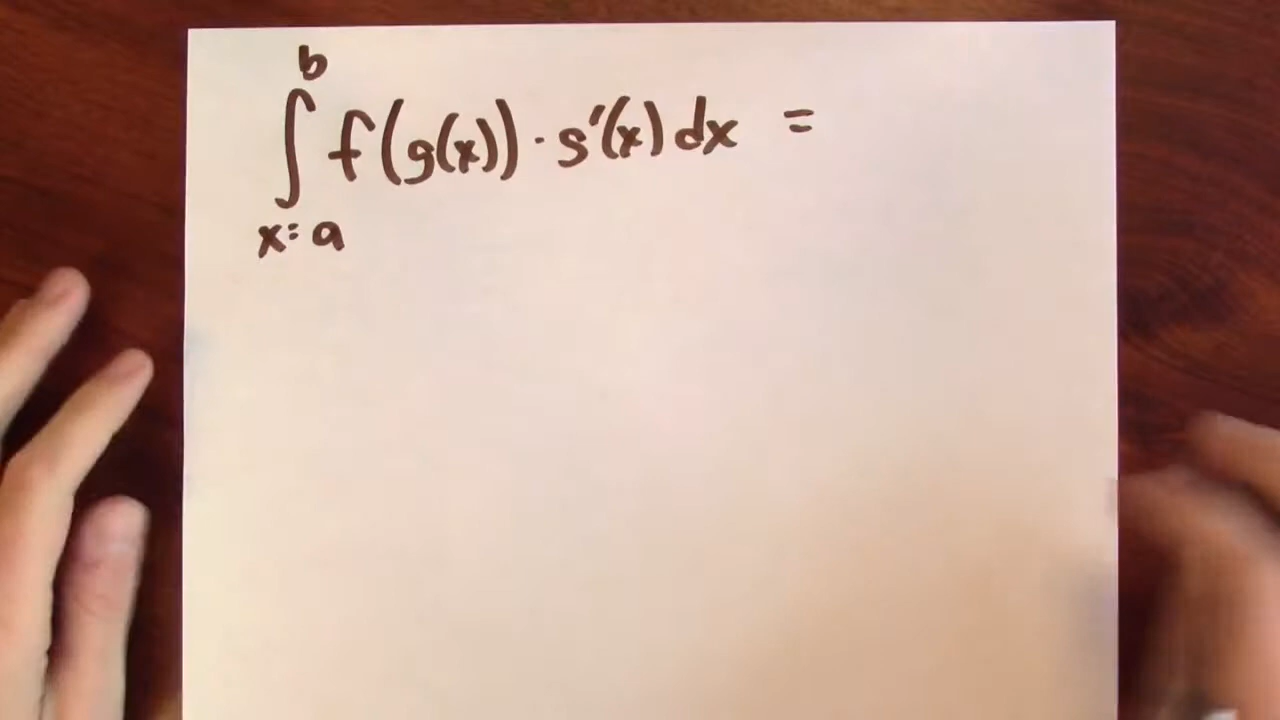 b
∫ f(g(x)) · g'(x) dx =
x = a